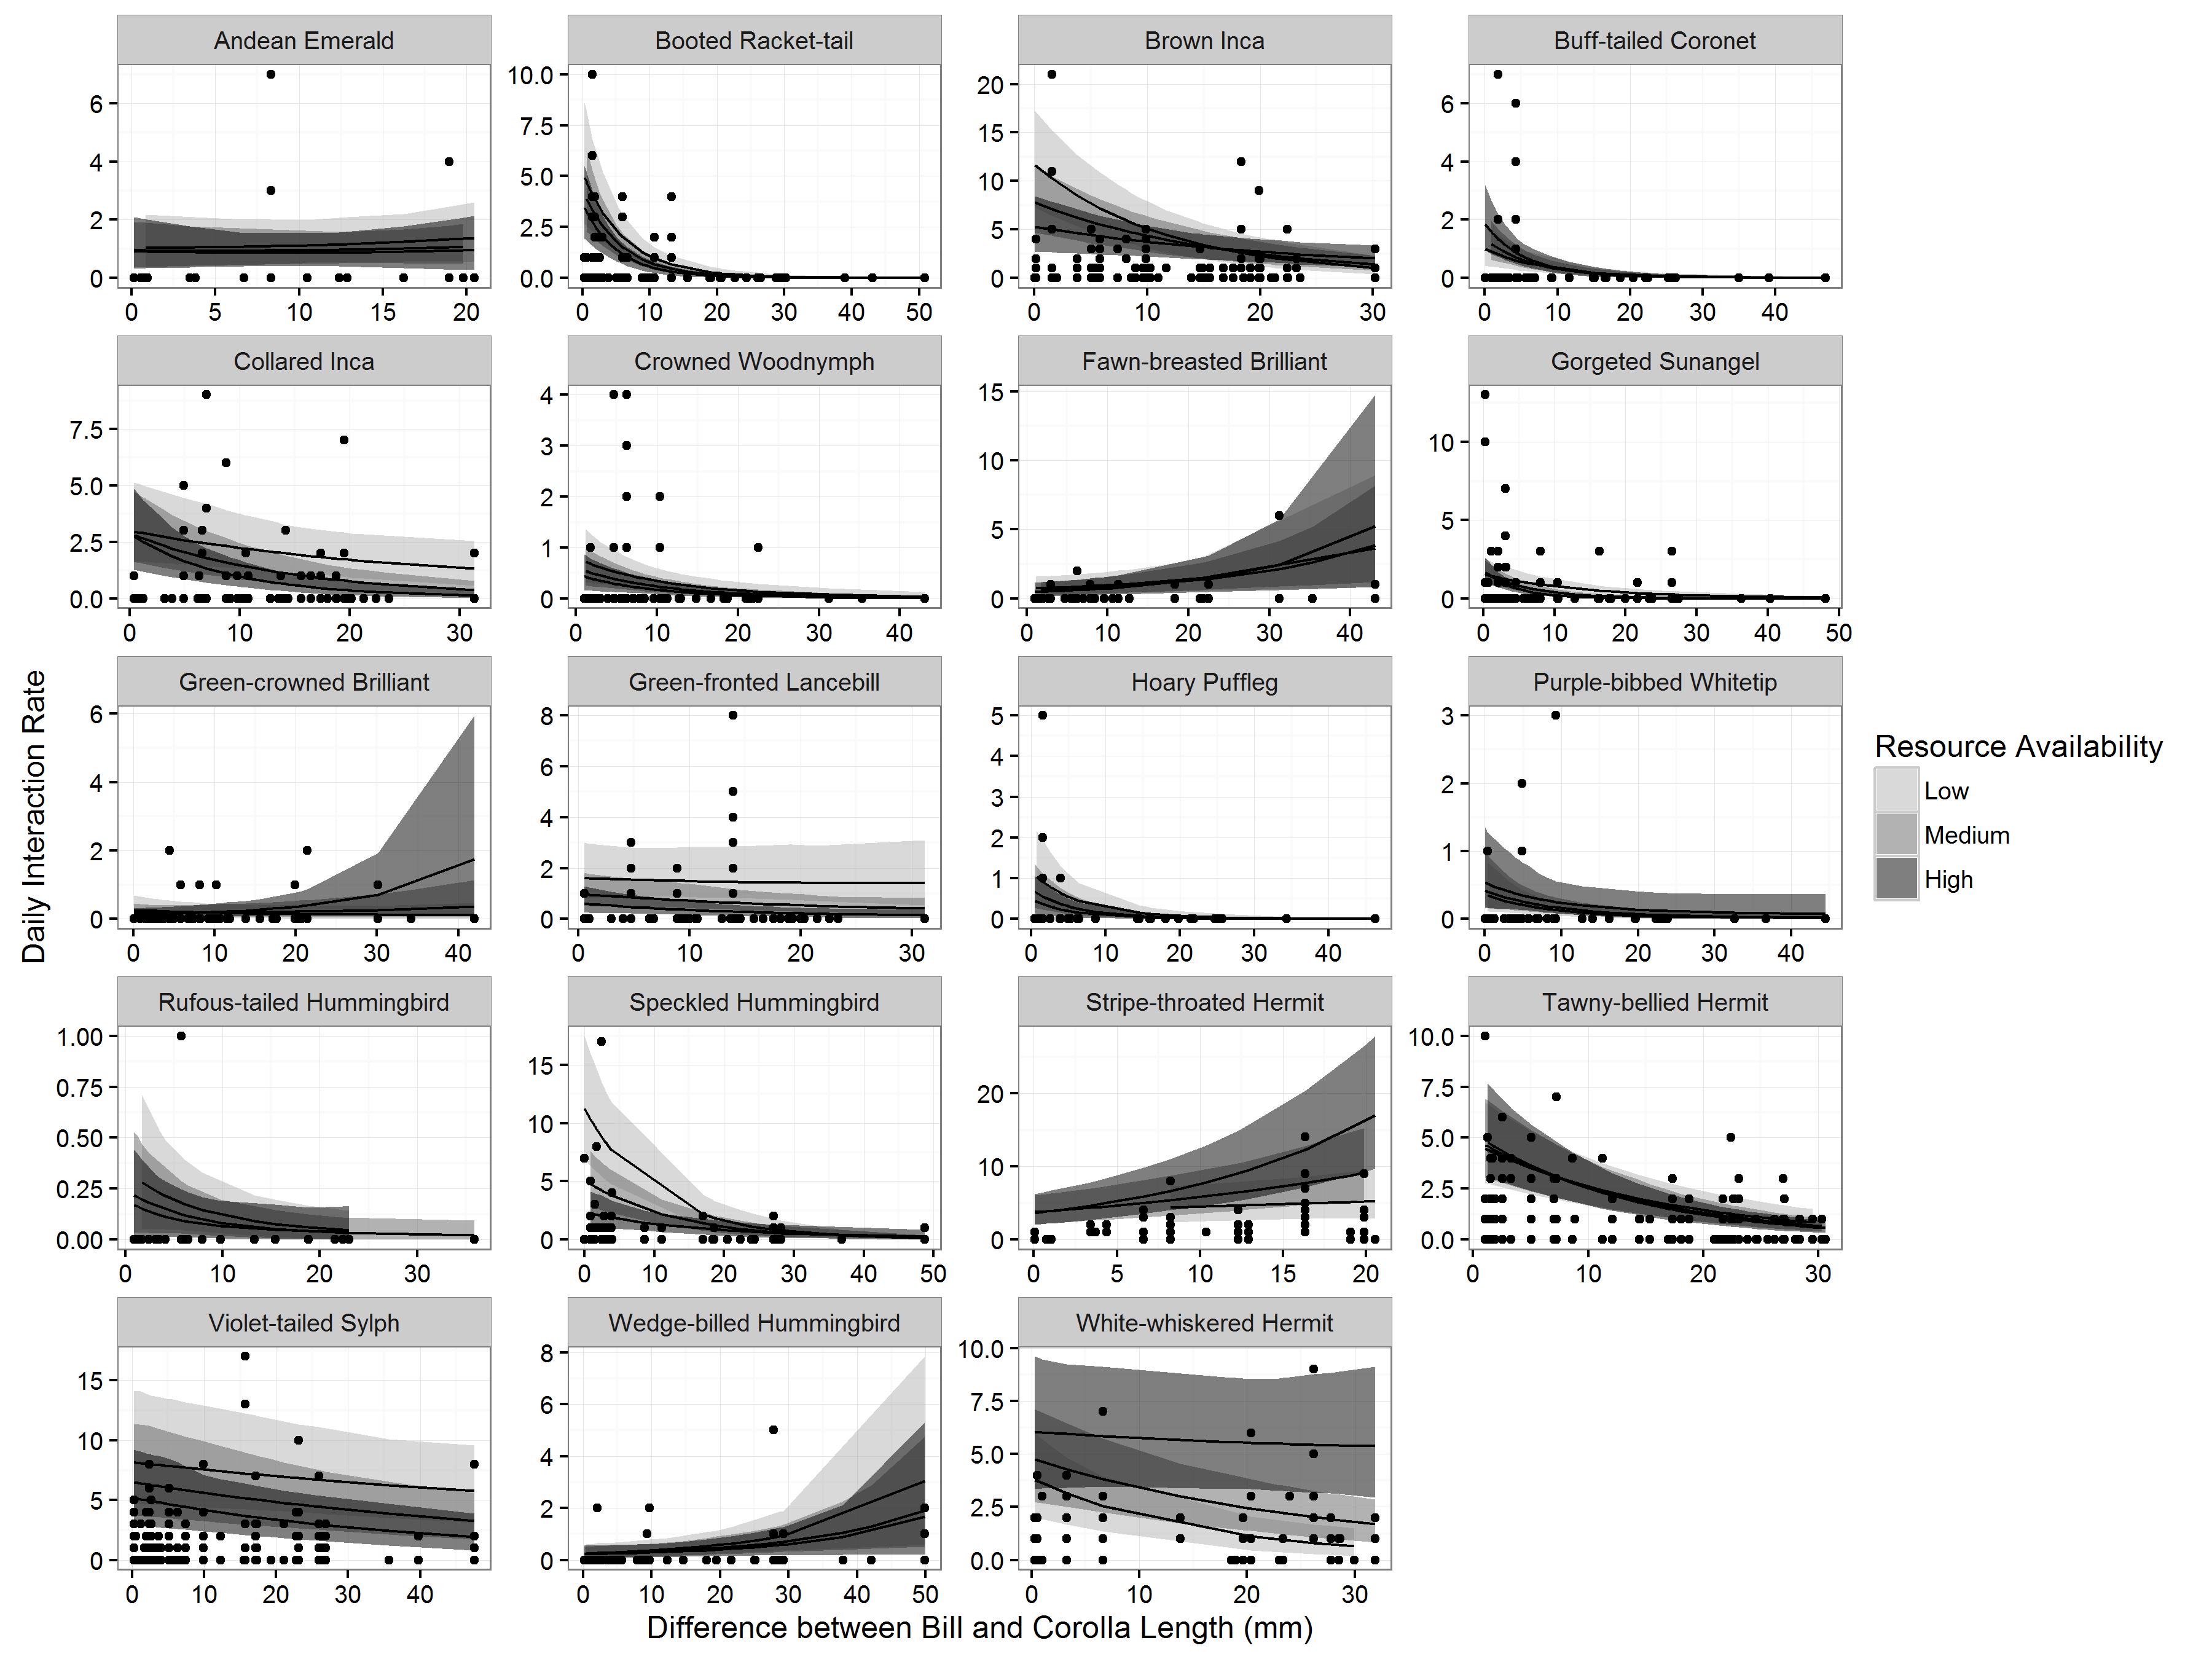 Andean Emerald
Booted Racket-tail
Brown Inca
Buff-tailed Coronet
6
4
2
0
0 5 10 15 20
10.0
7.5
5.0
2.5
0.0
0 10 20 30 40 50
20
15
10
5
0
0 10 20 30
6
4
2
0
0 10 20 30 40
Collared Inca
Crowned Woodnymph
Fawn-breasted Brilliant
Gorgeted Sunangel
7.5
5.0
2.5
0.0
0 10 20 30
4
3
2
1
0
0 10 20 30 40
15
10
5
0
0 10 20 30 40
10
5
0
0 10 20 30 40 50
Green-crowned Brilliant
Green-fronted Lancebill
Hoary Puffleg
Purple-bibbed Whitetip
6
4
2
0
0 10 20 30 40
8
6
4
2
0
0 10 20 30
5
4
3
2
1
0
0 10 20 30 40
3
2
1
0
0 10 20 30 40
Rufous-tailed Hummingbird
Speckled Hummingbird
Stripe-throated Hermit
Tawny-bellied Hermit
1.00
0.75
0.50
0.25
0.00
0 10 20 30
15
10
5
0
0 10 20 30 40 50
20
10
0
0 5 10 15 20
10.0
7.5
5.0
2.5
0.0
0 10 20 30
Violet-tailed Sylph
Wedge-billed Hummingbird
White-whiskered Hermit
15
10
5
0
0 10 20 30 40
8
6
4
2
0
0 10 20 30 40 50
10.0
7.5
5.0
2.5
0.0
0 10 20 30
Daily Interaction Rate
Difference between Bill and Corolla Length (mm)
Resource Availability
Low
Medium
High